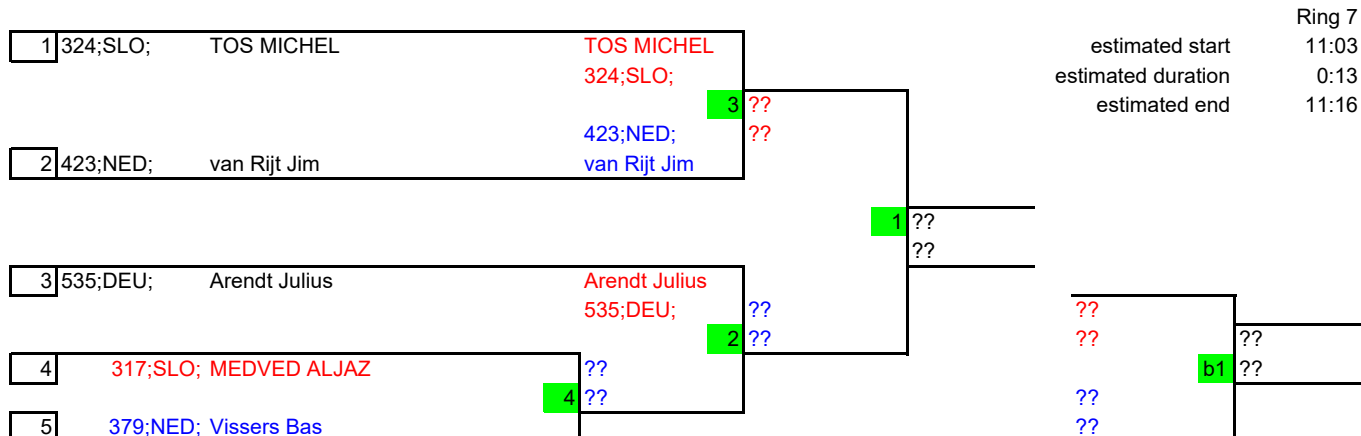 Ring 7
1 324;SLO; TOS MICHEL TOS MICHEL estimated start 11:03
324;SLO; estimated duration 0:13
3 ?? estimated end 11:16
423;NED; ??
2 423;NED; van Rijt Jim van Rijt Jim
1 ??
??
3 535;DEU; Arendt Julius Arendt Julius
535;DEU; ?? ??
2 ?? ?? ??
4 317;SLO; MEDVED ALJAZ ?? b1 ??
4 ?? ??
5 379;NED; Vissers Bas ??